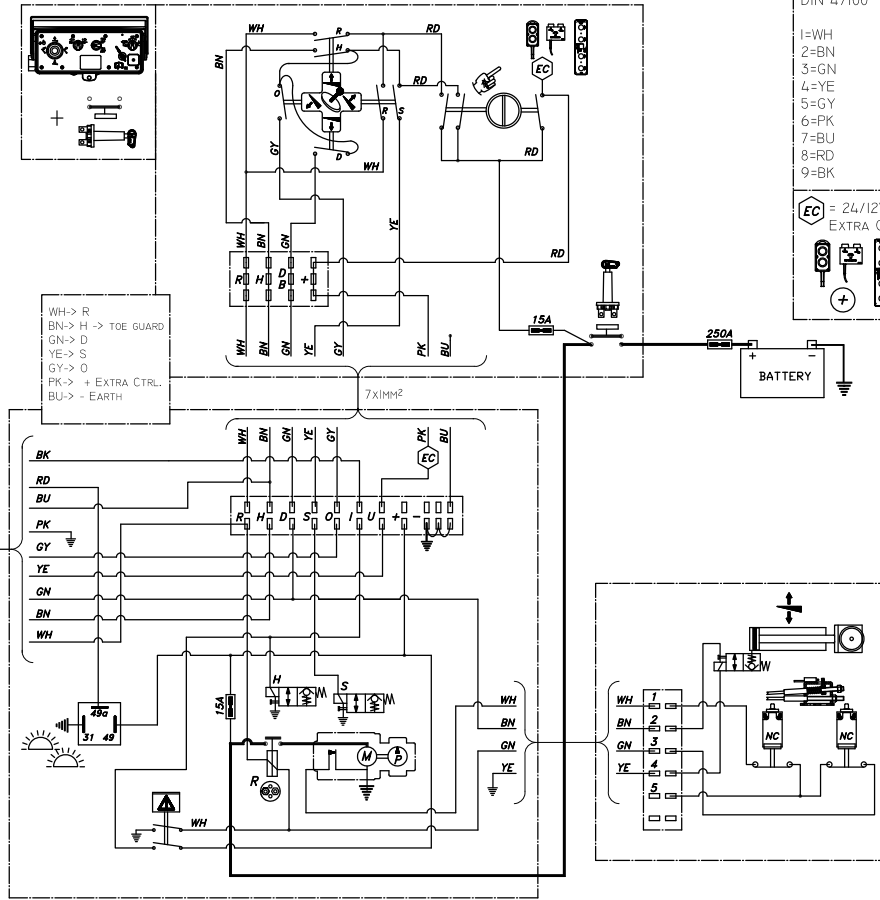 DIN 47100
1=WH
2=BN
3=GN
4=YE
5=GY
6=PK
7=BU
8=RD
9=BK
EC = 24/12
EXTRA
+
WH R RD
BN H
EC
O RD
R S
GY D WH RD
YE
WH BN GN
RD
R H D B +
WH-> R
BN-> H -> TOE GUARD
GN-> D
YE-> S
GY-> O
PK-> + EXTRA CTRL.
BU-> - EARTH
15A
250A
+ -
BATTERY
WH BN GN YE GY PK BU
7X1MM²
WH BN GN YE GY PK BU
EC
BK
RD
BU
PK
GY
YE
GN
BN
WH
R H D S O I U + -
49a
31 49
15A
H
S
M P
R
WH
WH
BN
GN
YE
WH 1
BN 2
GN 3
YE 4
5
NC NC